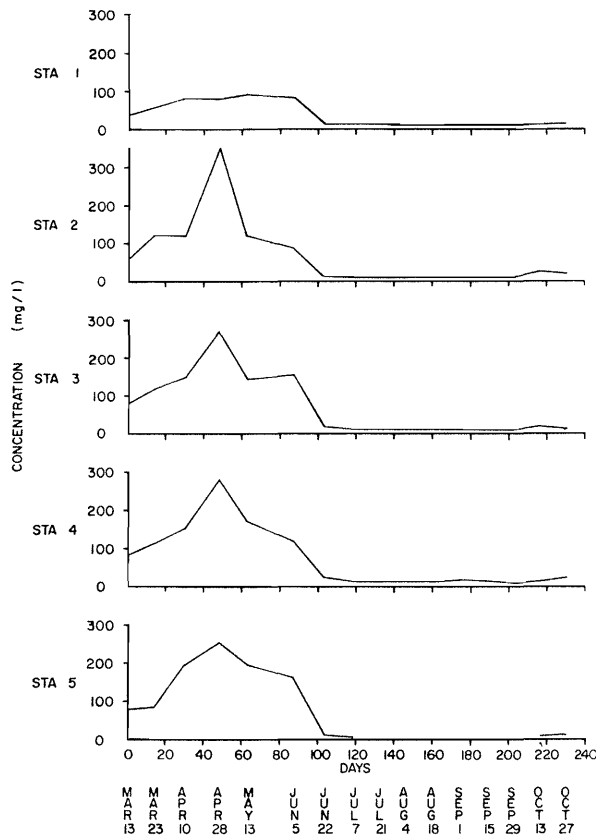 300
200
STA 1
100
0
300
200
STA 2
100
0
CONCENTRATION (mg/l)
300
200
STA 3
100
0
300
200
STA 4
100
0
300
200
STA 5
100
0
0 20 40 60 80 100 120 140 160 180 200 220 240
DAYS
MAR 13
MAR 23
APR 10
APR 28
MAY 13
JUN 5
JUN 22
JUL 7
JUL 21
AUG 4
AUG 18
SEP 1
SEP 15
SEP 29
OCT 13
OCT 27